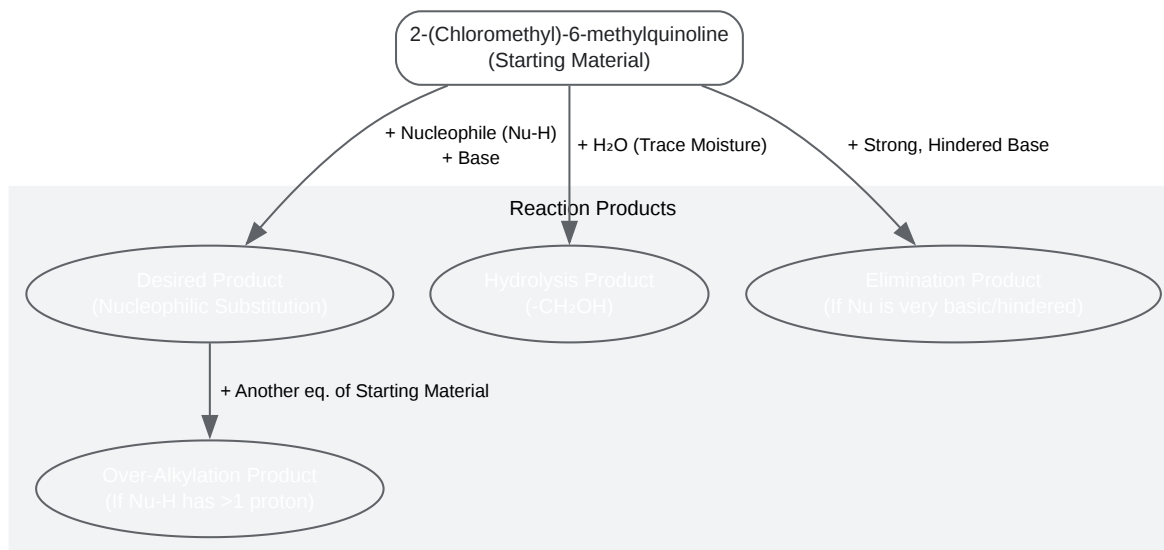 2-(Chloromethyl)-6-methylquinoline
(Starting Material)
+ Nucleophile (Nu-H)
+ Base
+ H₂O (Trace Moisture)
+ Strong, Hindered Base
Reaction Products
Desired Product
(Nucleophilic Substitution)
Hydrolysis Product
(-CH₂OH)
Elimination Product
(If Nu is very basic/hindered)
+ Another eq. of Starting Material
Over-Alkylation Product
(If Nu-H has >1 proton)